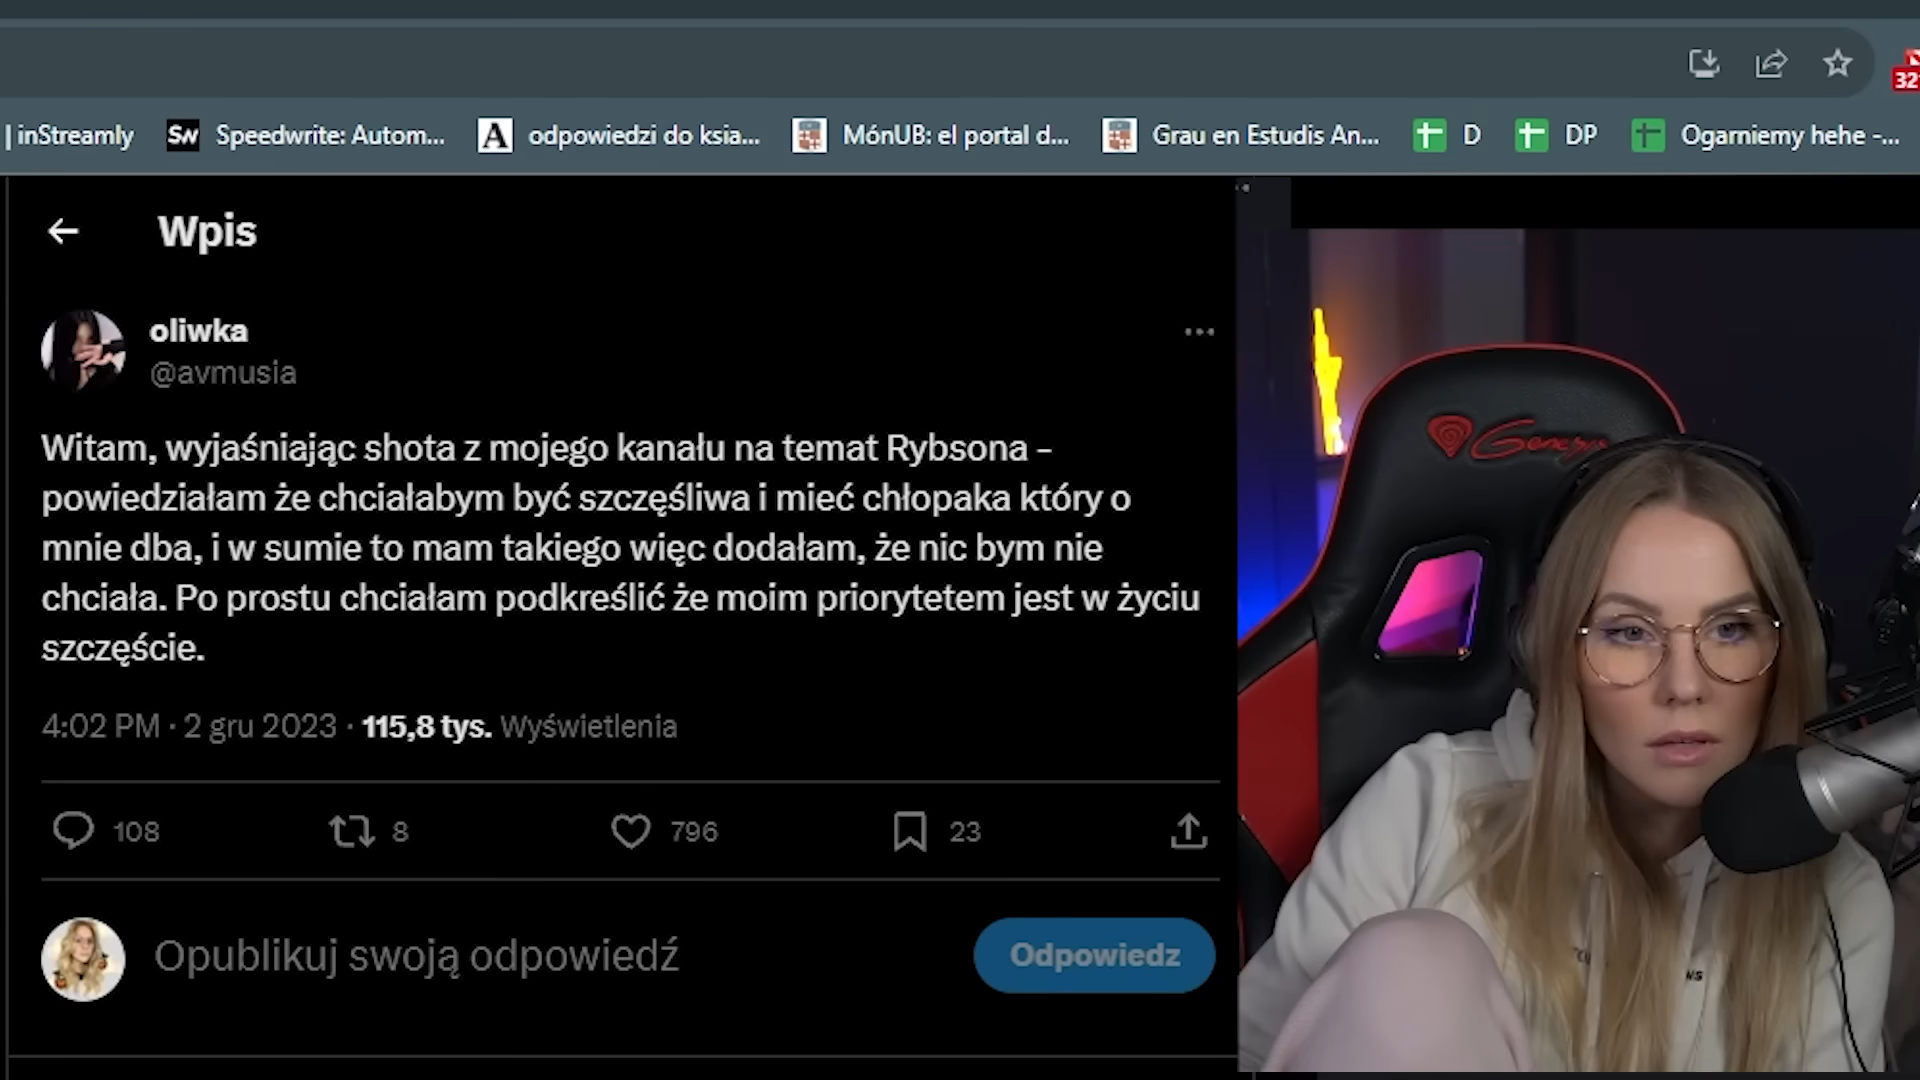 | inStreamly
SW
Speedwrite: Autom...
A
odpowiedzi do ksia...
MónUB: el portal d...
Grau en Estudis An...
D
DP
Ogarniemy hehe -...
Wpis
oliwka
@avmusia
Witam, wyjaśniając shota z mojego kanału na temat Rybsona –
powiedziałam że chciałabym być szczęśliwa i mieć chłopaka który o
mnie dba, i w sumie to mam takiego więc dodałam, że nic bym nie
chciała. Po prostu chciałam podkreślić że moim priorytetem jest w życiu
szczęście.
4:02 PM · 2 gru 2023 · 115,8 tys. Wyświetlenia
108
8
796
23
Opublikuj swoją odpowiedź
Odpowiedz
Genesis